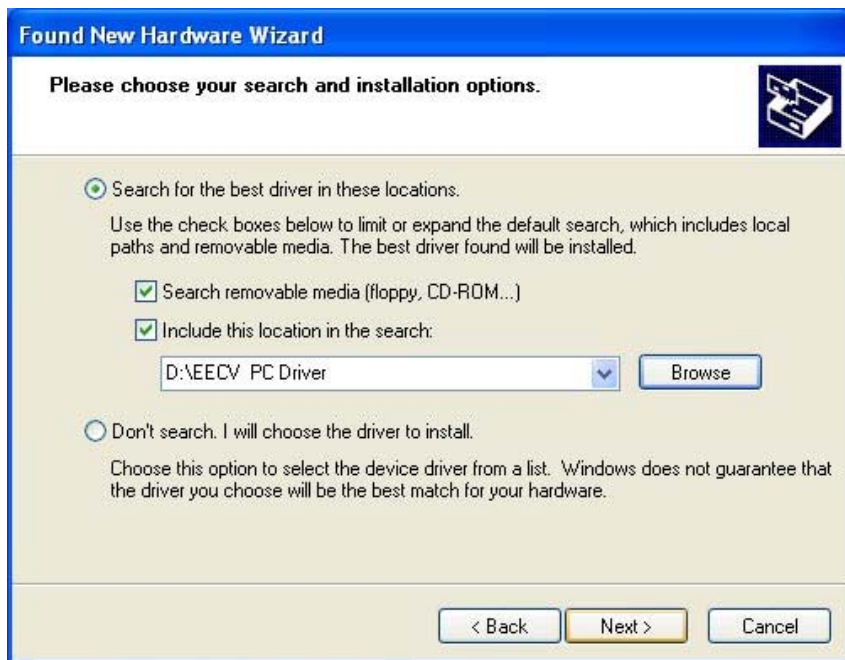 Found New Hardware Wizard
Please choose your search and installation options.
Search for the best driver in these locations.
Use the check boxes below to limit or expand the default search, which includes local
paths and removable media. The best driver found will be installed.
Search removable media (floppy, CD-ROM...)
Include this location in the search:
D:\EECV PC Driver
Browse
Don't search. I will choose the driver to install.
Choose this option to select the device driver from a list. Windows does not guarantee that
the driver you choose will be the best match for your hardware.
< Back
Next >
Cancel